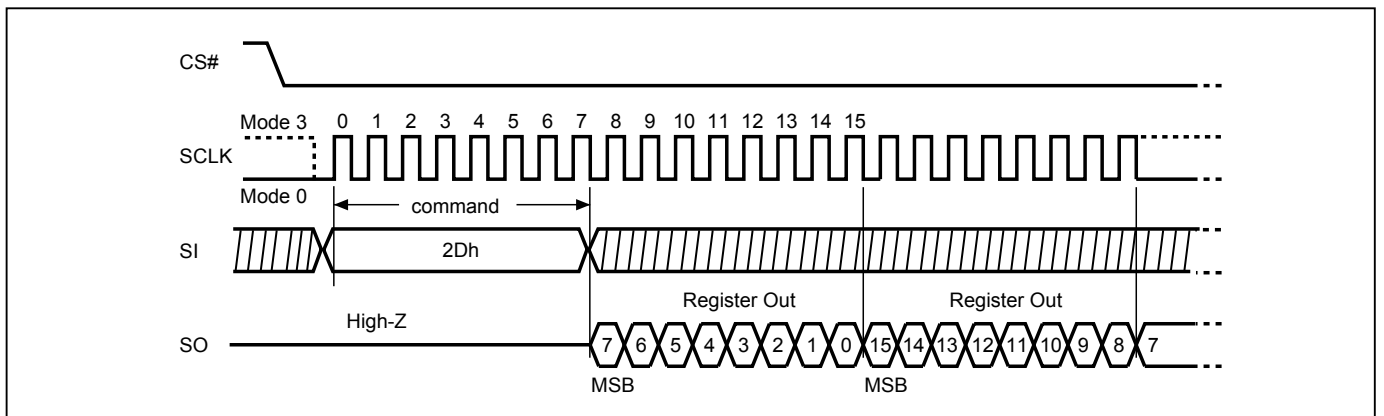 CS#
Mode 3 0 1 2 3 4 5 6 7 8 9 10 11 12 13 14 15
SCLK
Mode 0
command
SI 2Dh
Register Out Register Out
High-Z
SO 7 6 5 4 3 2 1 0 15 14 13 12 11 10 9 8 7
MSB MSB